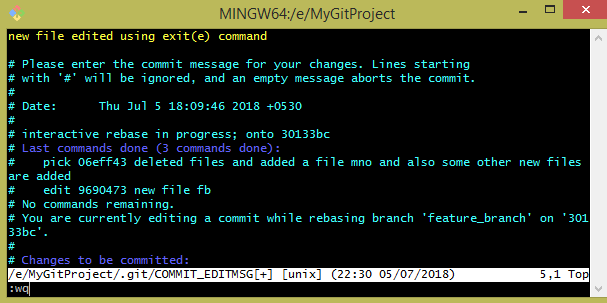 MINGW64:/e/MyGitProject
new file edited using exit(e) command
# Please enter the commit message for your changes. Lines starting
# with '#' will be ignored, and an empty message aborts the commit.
#
# Date:      Thu Jul 5 18:09:46 2018 +0530
#
# interactive rebase in progress; onto 30133bc
# Last commands done (3 commands done):
#    pick 06eff43 deleted files and added a file mno and also some other new files
are added
#    edit 9690473 new file fb
# No commands remaining.
# You are currently editing a commit while rebasing branch 'feature_branch' on '301
33bc'.
#
# Changes to be committed:
/e/MyGitProject/.git/COMMIT_EDITMSG[+] [unix] (22:30 05/07/2018) 5,1 Top
:wq